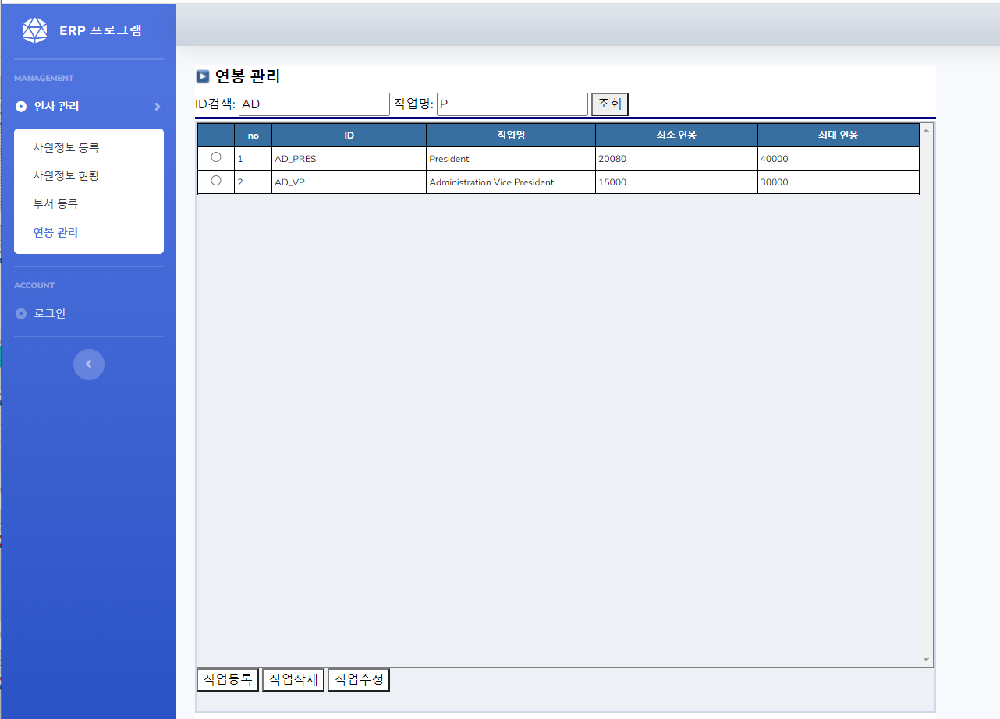 ERP 프로그램
MANAGEMENT
인사 관리
사원정보 등록
사원정보 현황
부서 등록
연봉 관리
ACCOUNT
로그인
연봉 관리
ID검색: AD 직업명: P 조회
no ID 직업명 최소 연봉 최대 연봉
1 AD_PRES President 20080 40000
2 AD_VP Administration Vice President 15000 30000
직업등록 직업삭제 직업수정